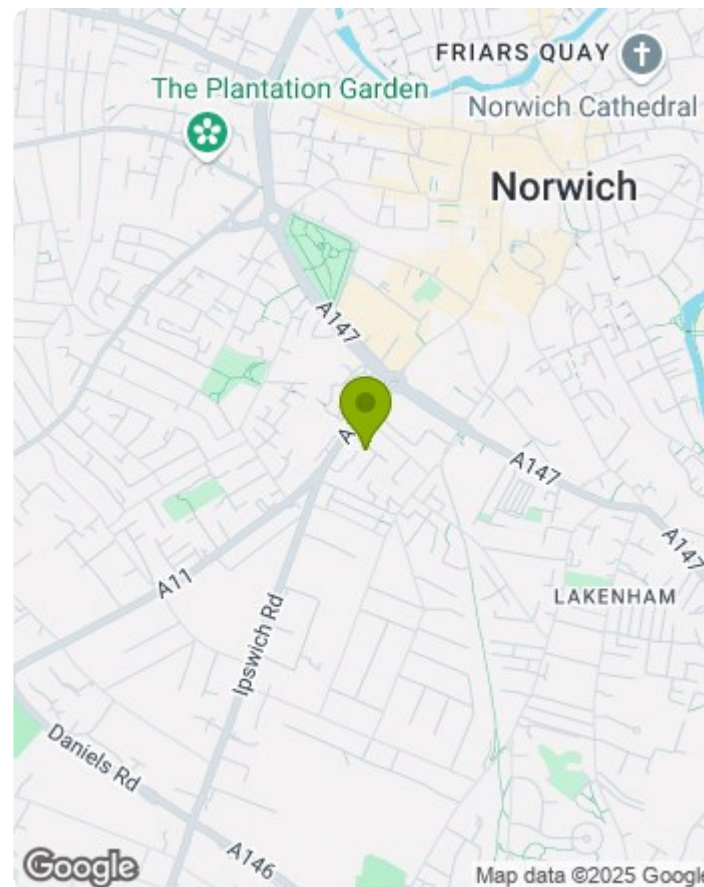 FRIARS QUAY
The Plantation Garden
Norwich Cathedral
Norwich
A147
A
A147
A147
A11
LAKENHAM
Ipswich Rd
Daniels Rd
A146
Google
Map data ©2025 Google